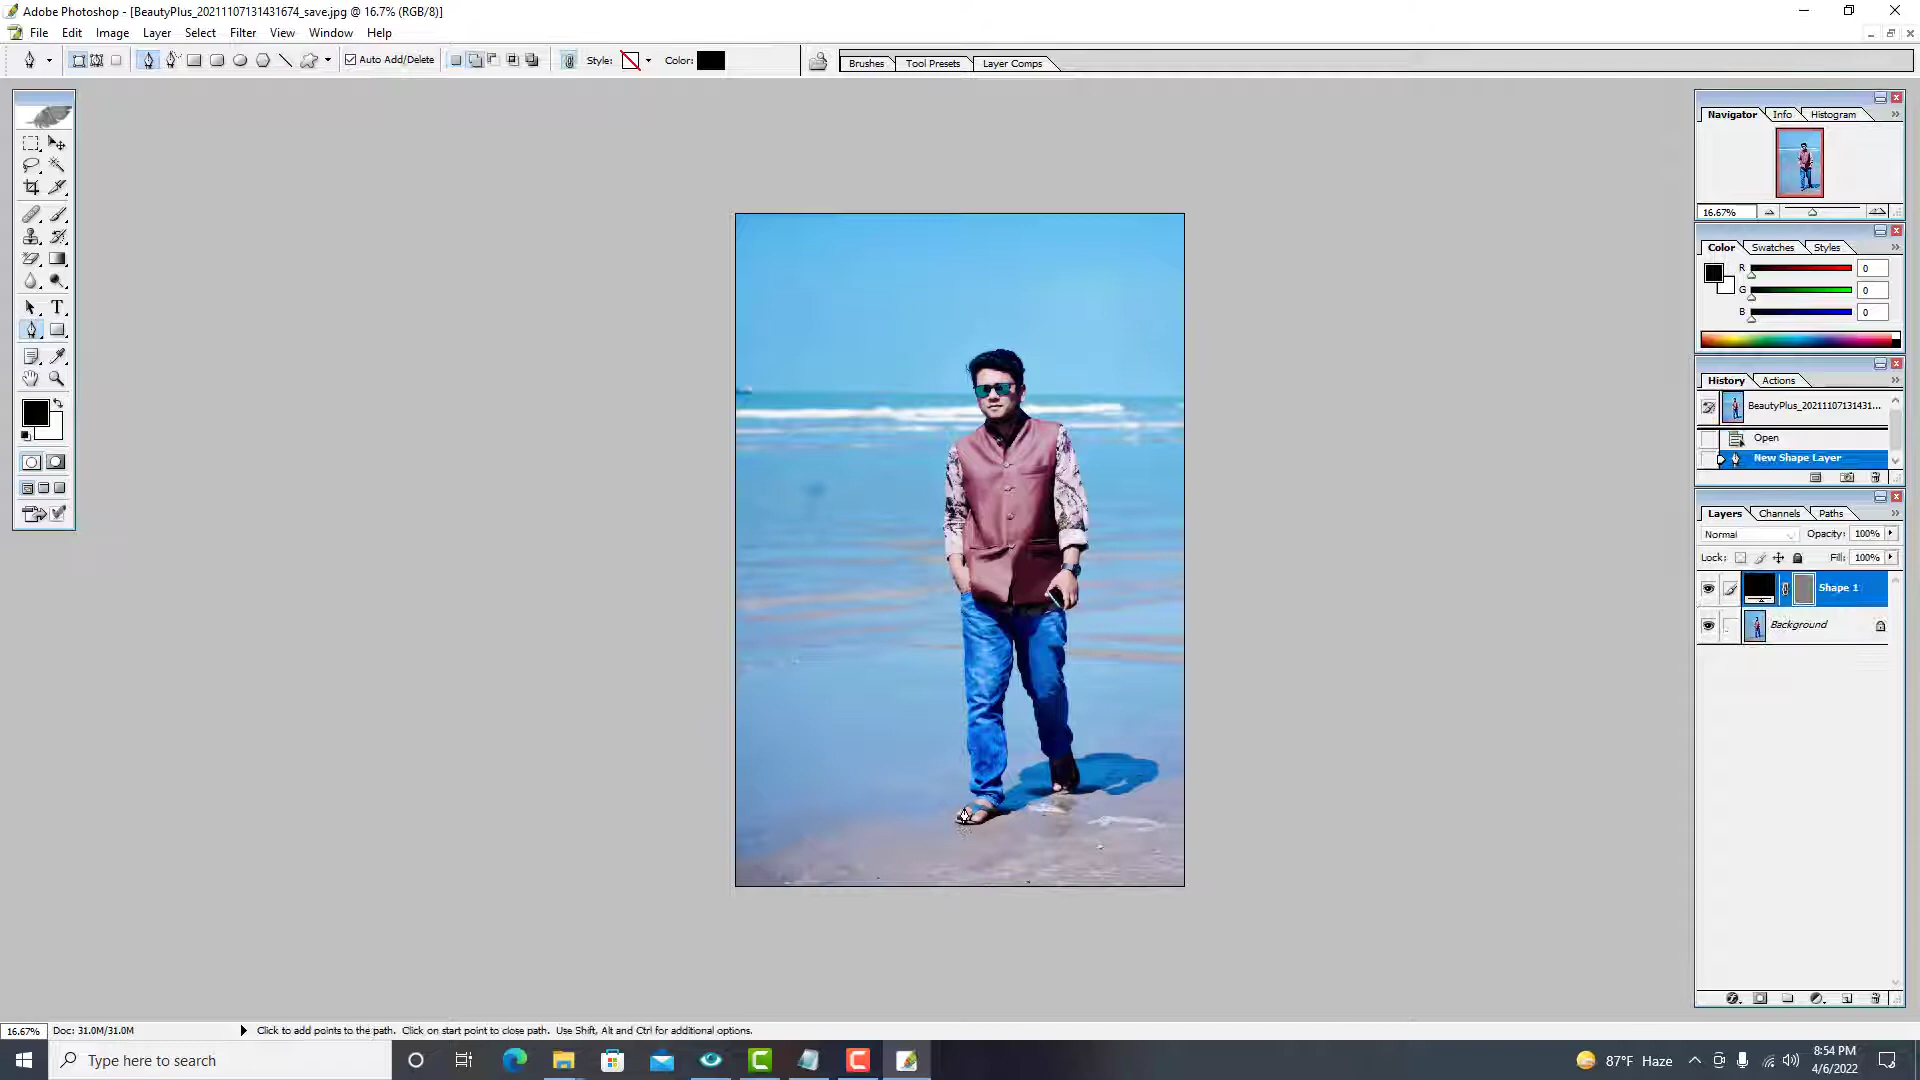 Adobe Photoshop - [BeautyPlus_20211107131431674_save.jpg @ 16.7% (RGB/8)]
File Edit Image Layer Select Filter View Window Help
Auto Add/Delete Style: Color: Brushes Tool Presets Layer Comps
Navigator Info Histogram
16.67%
Color Swatches Styles
R 0
G 0
B 0
History Actions
BeautyPlus_20211107131431...
Open
New Shape Layer
Layers Channels Paths
Normal Opacity: 100%
Lock: Fill: 100%
Shape 1
Background
T
16.67% Doc: 31.0M/31.0M Click to add points to the path. Click on start point to close path. Use Shift, Alt and Ctrl for additional options.
Type here to search
87°F Haze
8:54 PM
4/6/2022